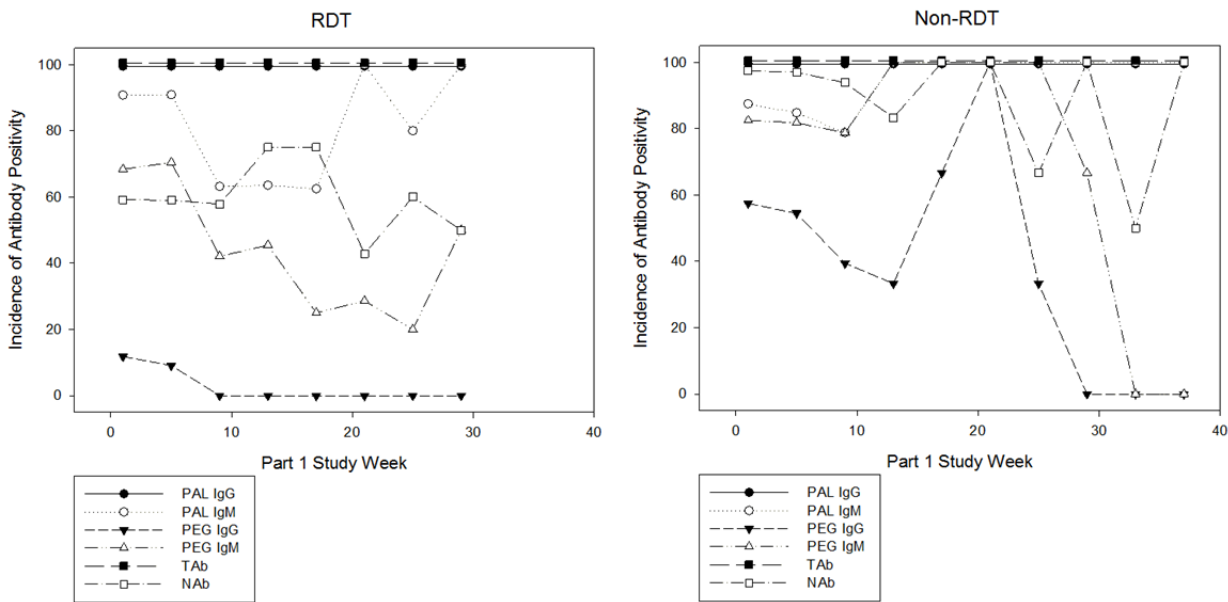 RDT
Incidence of Antibody Positivity
100
80
60
40
20
0
0 10 20 30 40
Part 1 Study Week
PAL IgG
PAL IgM
PEG IgG
PEG IgM
TAb
NAb
Non-RDT
Incidence of Antibody Positivity
100
80
60
40
20
0
0 10 20 30 40
Part 1 Study Week
PAL IgG
PAL IgM
PEG IgG
PEG IgM
TAb
NAb